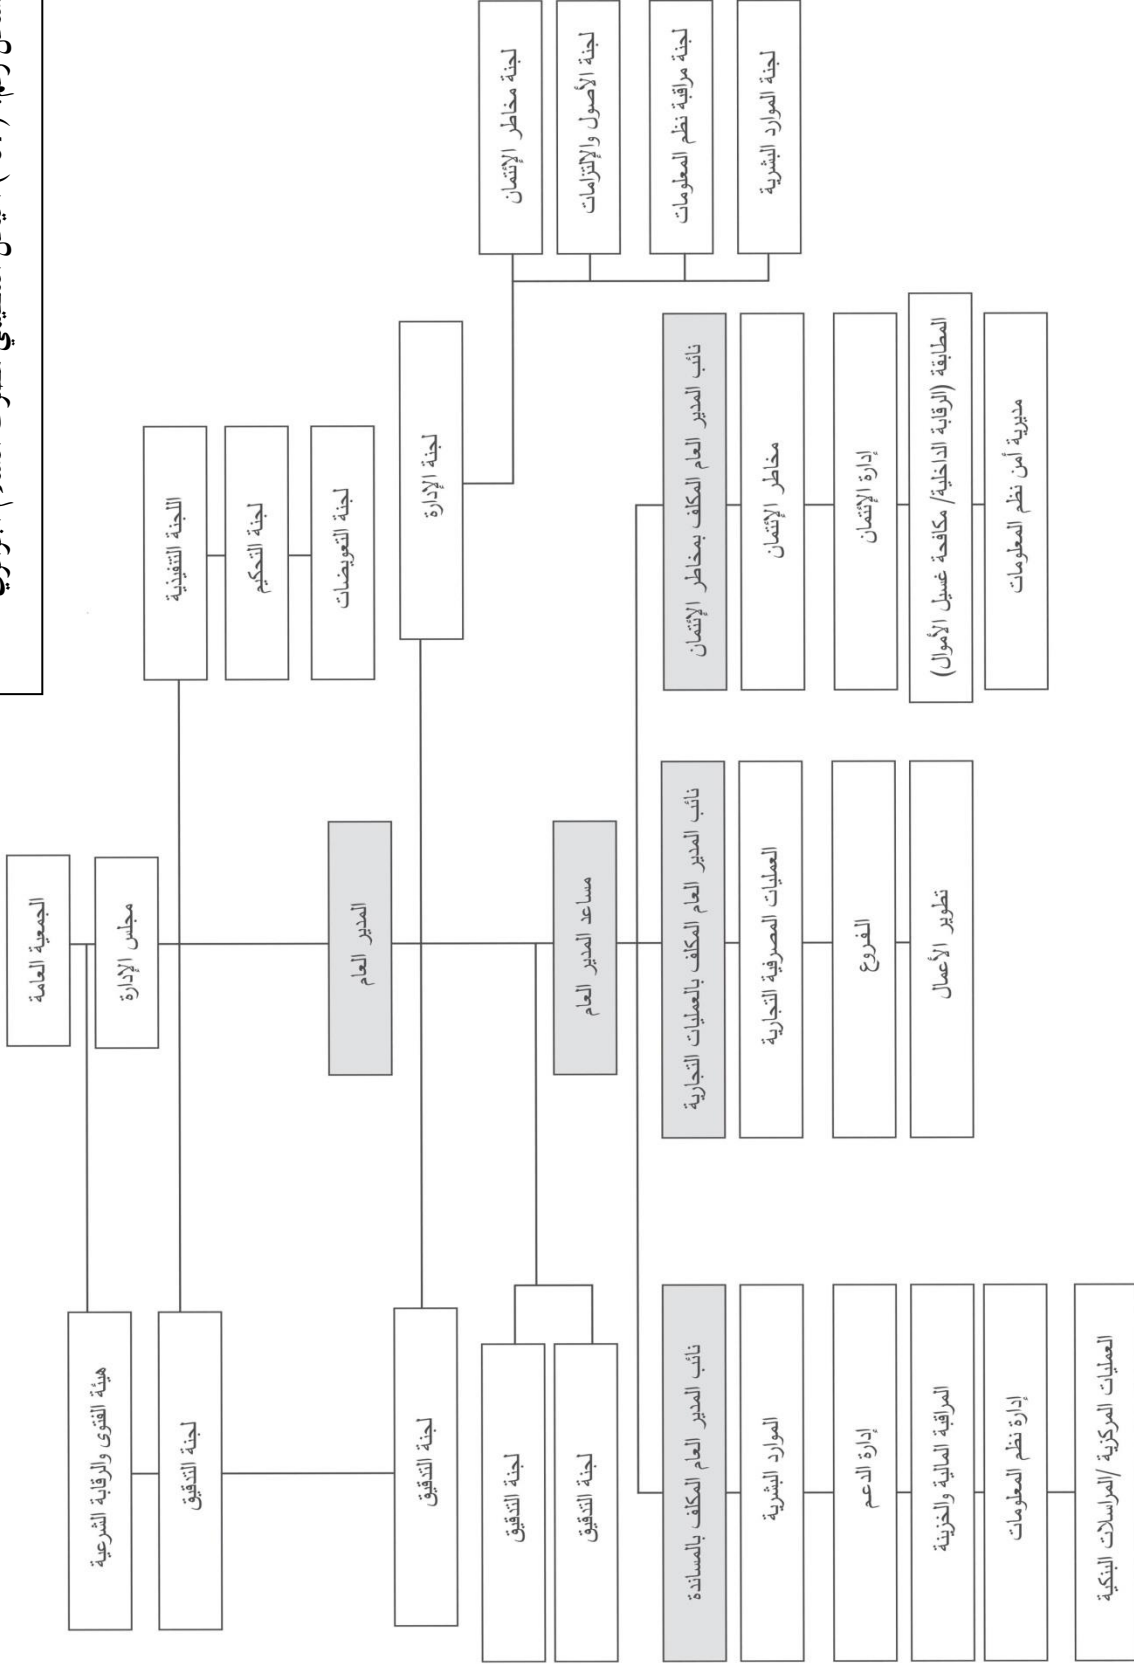 الجمعية العامة
هيئة الفتوى والرقابة الشرعية
مجلس الإدارة
لجنة التدقيق
اللجنة التنفيذية
لجنة التحكيم
لجنة التعويضات
المدير العام
لجنة التدقيق
لجنة الإدارة
لجنة مخاطر الإئتمان
لجنة الأصول والإلتزامات
لجنة مراقبة نظم المعلومات
لجنة الموارد البشرية
لجنة التدقيق
لجنة التدقيق
مساعد المدير العام
نائب المدير العام المكلف بالمساندة
الموارد البشرية
إدارة الدعم
المراقبة المالية والخزينة
إدارة نظم المعلومات
العمليات المركزية /المراسلات البنكية
نائب المدير العام المكلف بالعمليات التجارية
العمليات المصرفية التجارية
الفروع
تطوير الأعمال
نائب المدير العام المكلف بمخاطر الإئتمان
مخاطر الإئتمان
إدارة الإئتمان
المطابقة (الرقابة الداخلية/ مكافحة غسيل الأموال)
مديرية أمن نظم المعلومات